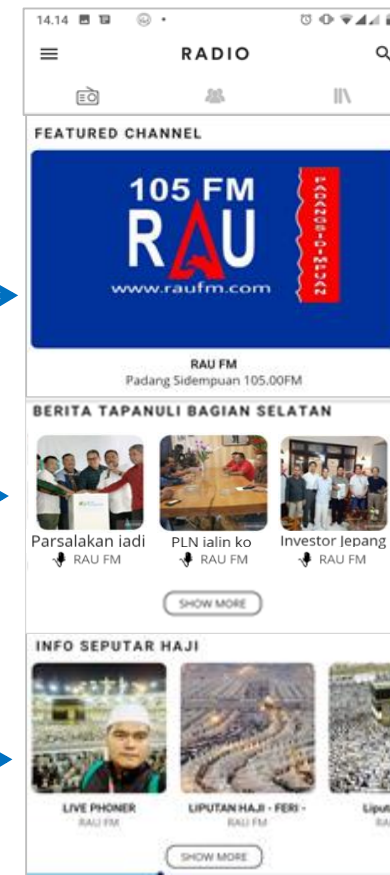 14.14
RADIO
FEATURED CHANNEL
105 FM
RAU
www.raufm.com
PADANGSIDIMPUAN
RAU FM
Padang Sidempuan 105.00FM
BERITA TAPANULI BAGIAN SELATAN
Parsalakan jadi
PLN jalin ko
Investor Jepang
RAU FM
RAU FM
RAU FM
SHOW MORE
INFO SEPUTAR HAJI
LIVE PHONER
LIPUTAN HAJI - FERI -
RAU FM
RAU FM
SHOW MORE